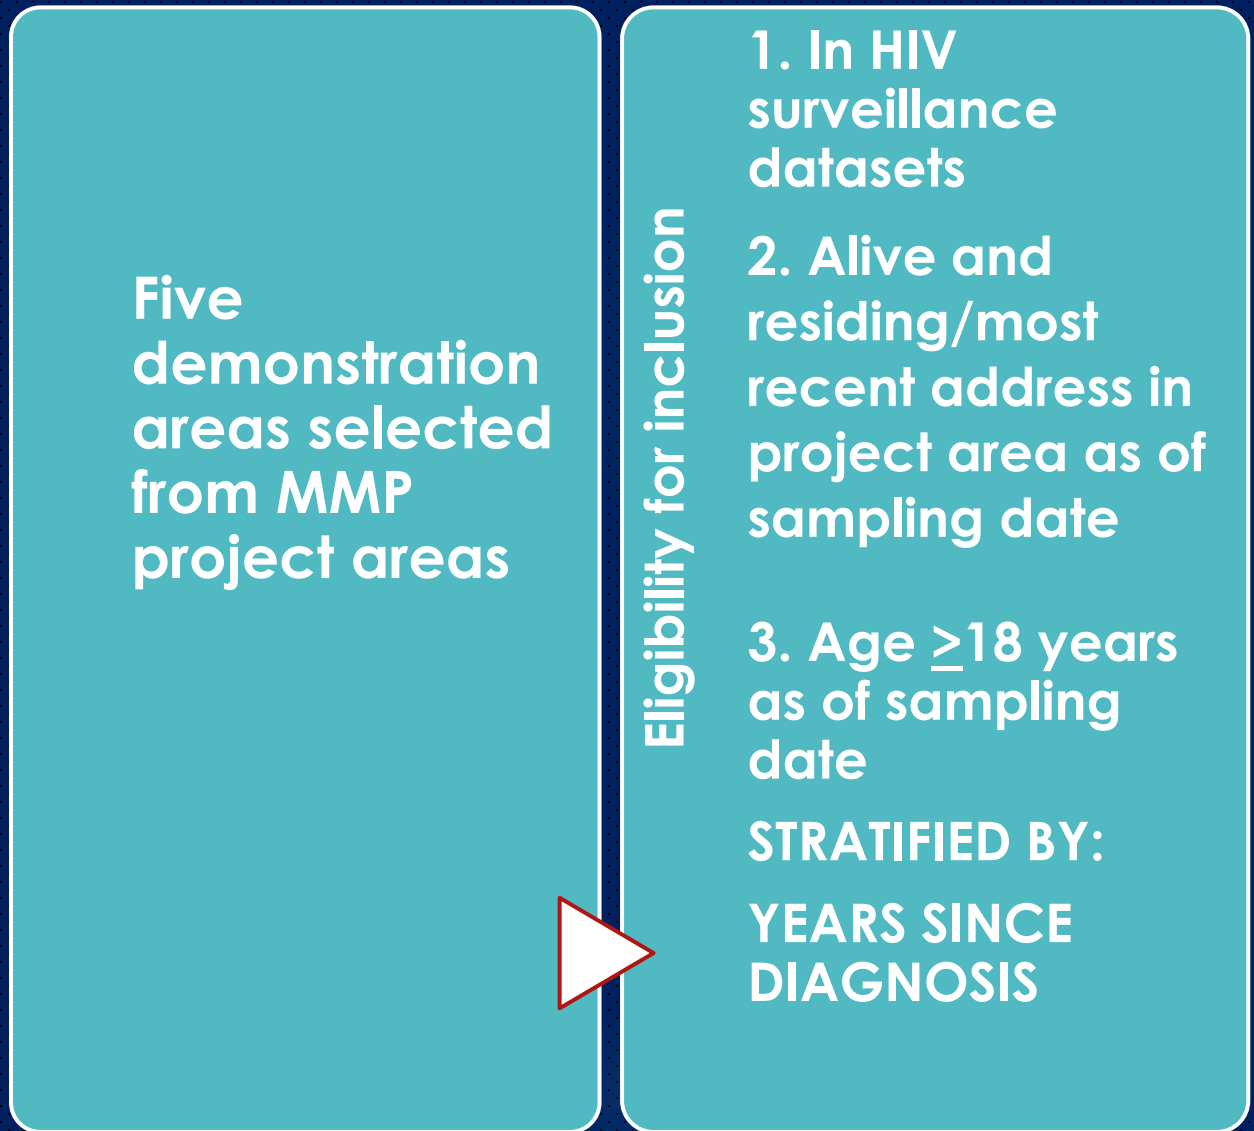 Five
demonstration
areas selected
from MMP
project areas
Eligibility for inclusion
1. In HIV
surveillance
datasets
2. Alive and
residing/most
recent address in
project area as of
sampling date
3. Age ≥18 years
as of sampling
date
STRATIFIED BY:
YEARS SINCE
DIAGNOSIS